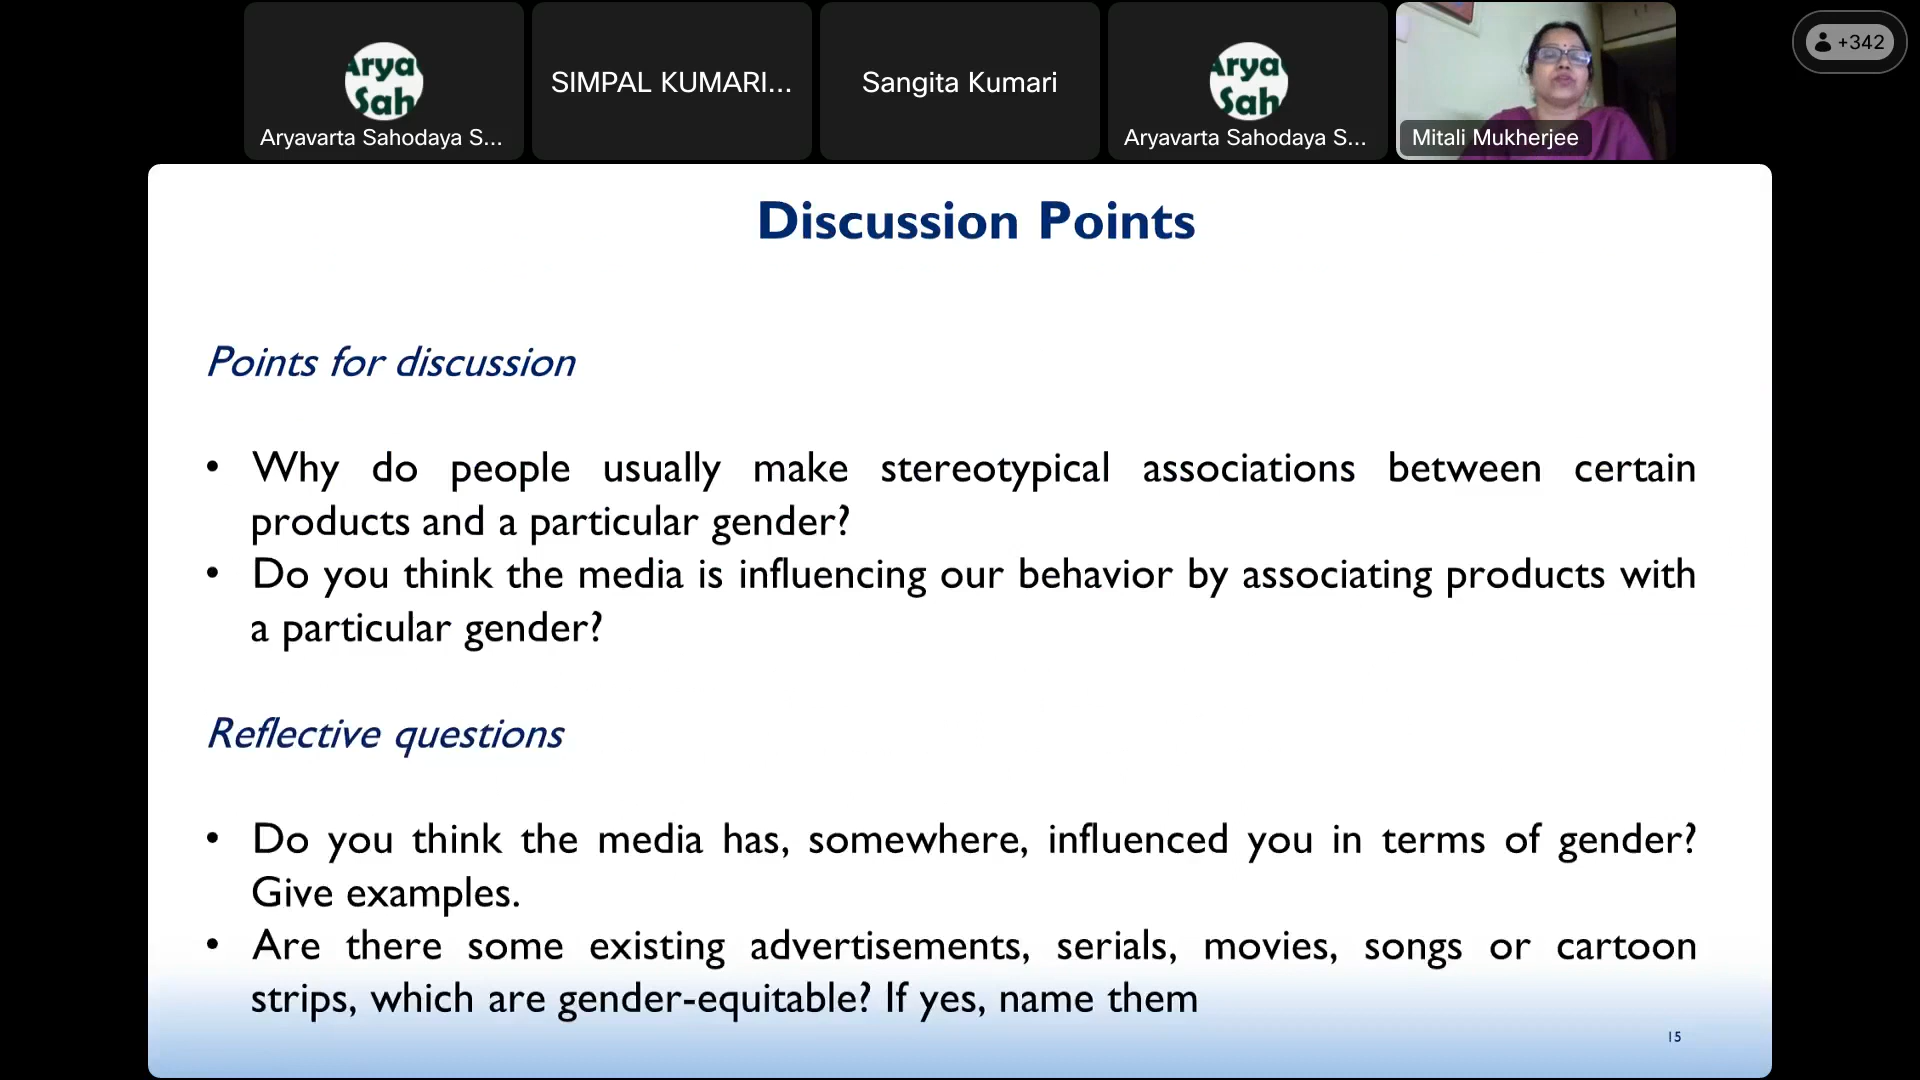 Arya
Sah
Aryavarta Sahodaya S...
SIMPAL KUMARI...
Sangita Kumari
Arya
Sah
Aryavarta Sahodaya S...
Mitali Mukherjee
+342
Discussion Points
Points for discussion
• Why do people usually make stereotypical associations between certain
products and a particular gender?
• Do you think the media is influencing our behavior by associating products with
a particular gender?
Reflective questions
• Do you think the media has, somewhere, influenced you in terms of gender?
Give examples.
• Are there some existing advertisements, serials, movies, songs or cartoon
strips, which are gender-equitable? If yes, name them
15